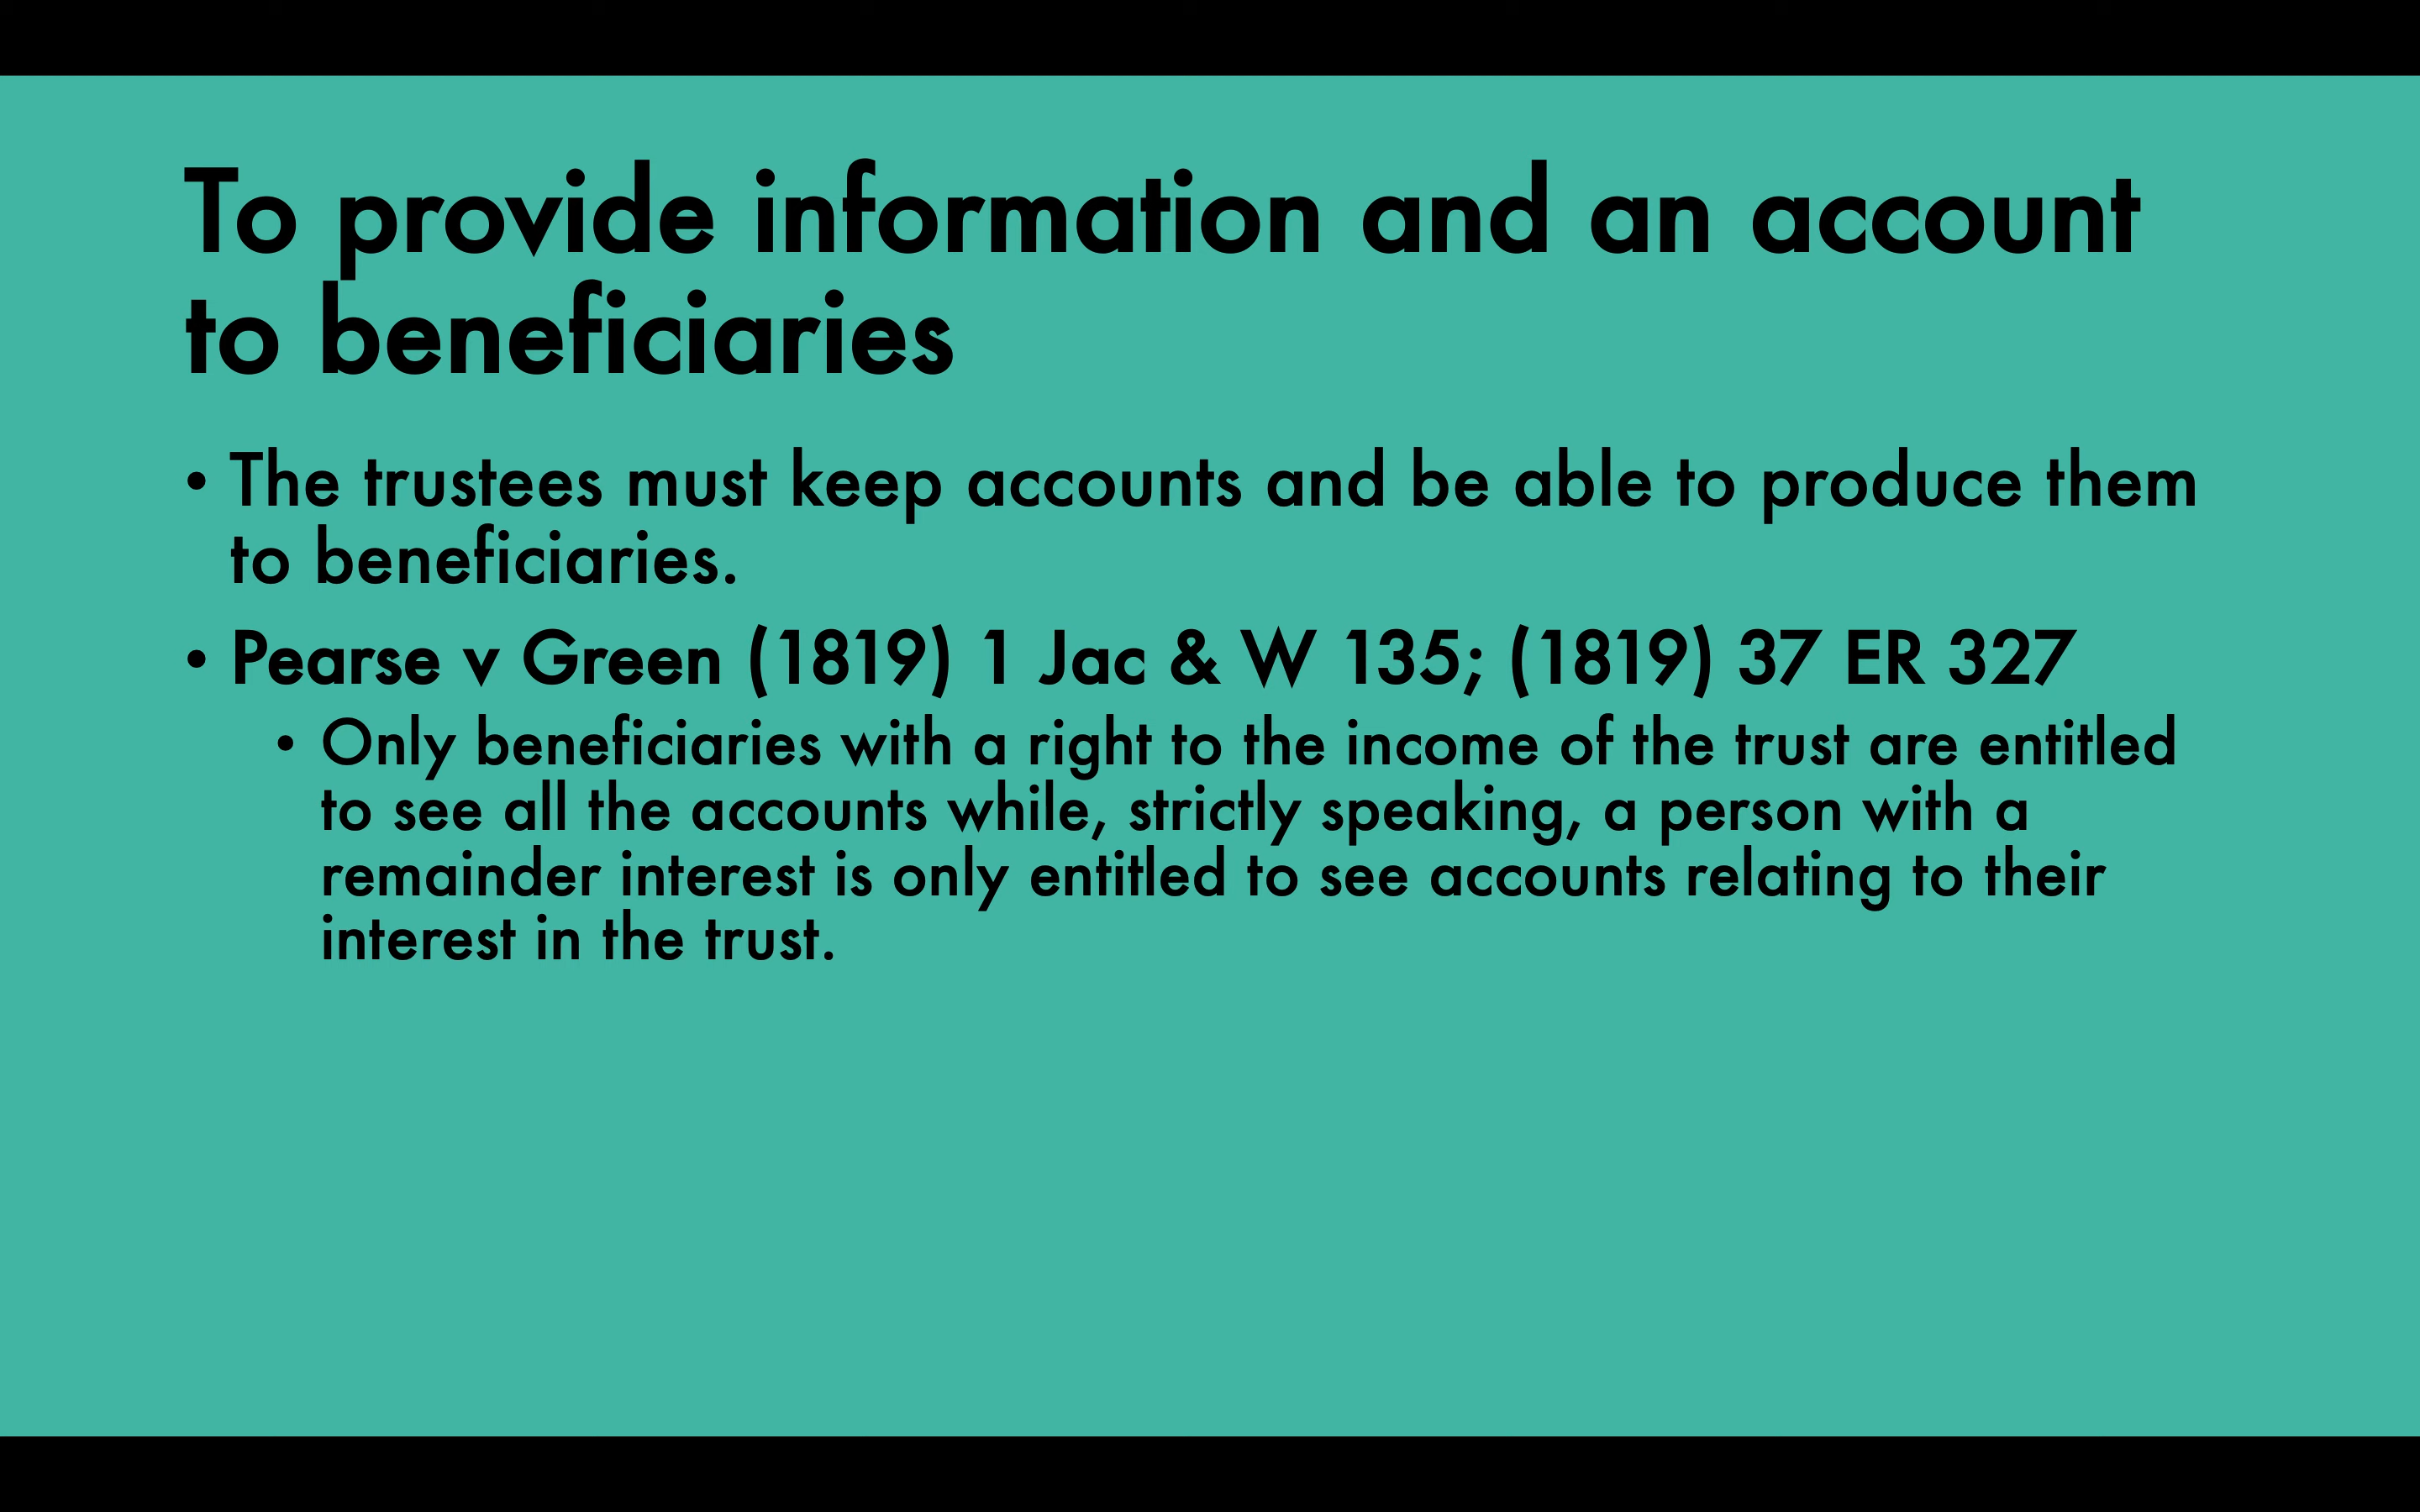 To provide information and an account
to beneficiaries
• The trustees must keep accounts and be able to produce them
to beneficiaries.
• Pearse v Green (1819) 1 Jac & W 135; (1819) 37 ER 327
• Only beneficiaries with a right to the income of the trust are entitled
to see all the accounts while, strictly speaking, a person with a
remainder interest is only entitled to see accounts relating to their
interest in the trust.